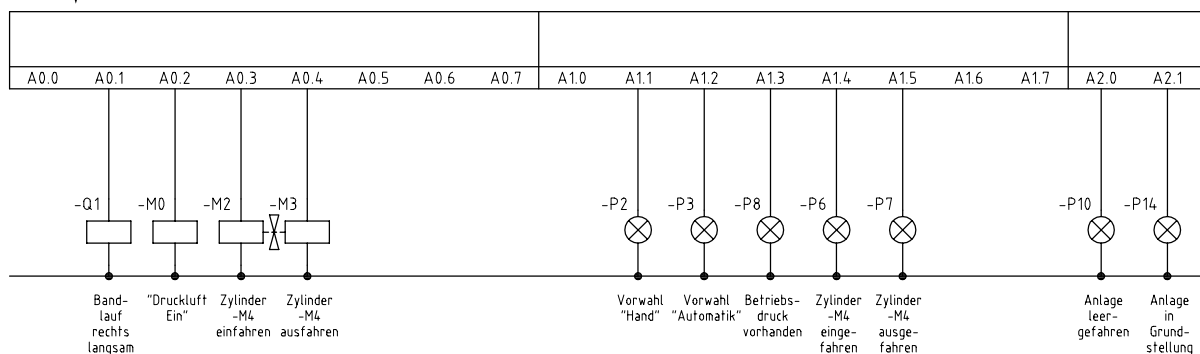 A0.0 A0.1 A0.2 A0.3 A0.4 A0.5 A0.6 A0.7 A1.0 A1.1 A1.2 A1.3 A1.4 A1.5 A1.6 A1.7 A2.0 A2.1
-Q1 -M0 -M2 -M3 -P2 -P3 -P8 -P6 -P7 -P10 -P14
Band-
lauf
rechts
langsam
"Druckluft
Ein"
Zylinder
-M4
einfahren
Zylinder
-M4
ausfahren
Vorwahl
"Hand"
Vorwahl
"Automatik"
Betriebs-
druck
vorhanden
Zylinder
-M4
einge-
fahren
Zylinder
-M4
ausge-
fahren
Anlage
leer-
gefahren
Anlage
in
Grund-
stellung